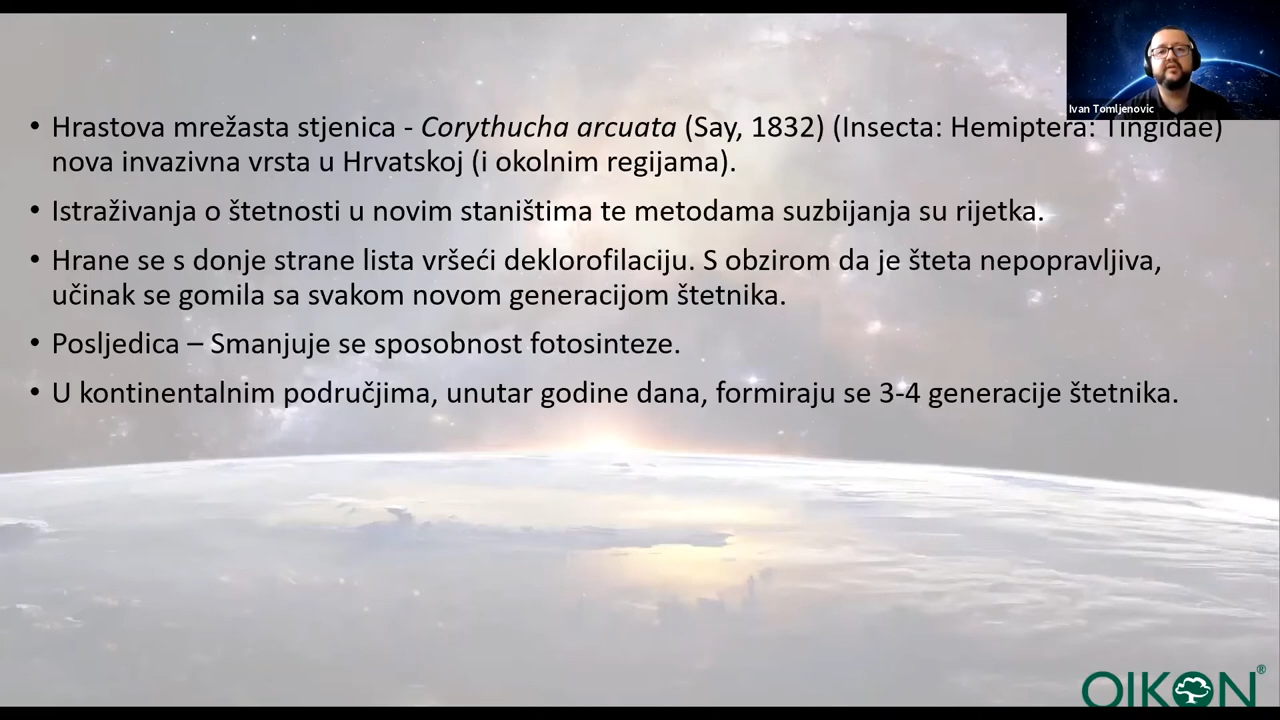 Ivan Tomljenovic
• Hrastova mrežasta stjenica - Corythucha arcuata (Say, 1832) (Insecta: Hemiptera: Tingidae)
nova invazivna vrsta u Hrvatskoj (i okolnim regijama).
• Istraživanja o štetnosti u novim staništima te metodama suzbijanja su rijetka.
• Hrane se s donje strane lista vršeći deklorofilaciju. S obzirom da je šteta nepopravljiva,
učinak se gomila sa svakom novom generacijom štetnika.
• Posljedica – Smanjuje se sposobnost fotosinteze.
• U kontinentalnim područjima, unutar godine dana, formiraju se 3-4 generacije štetnika.
OIKON®